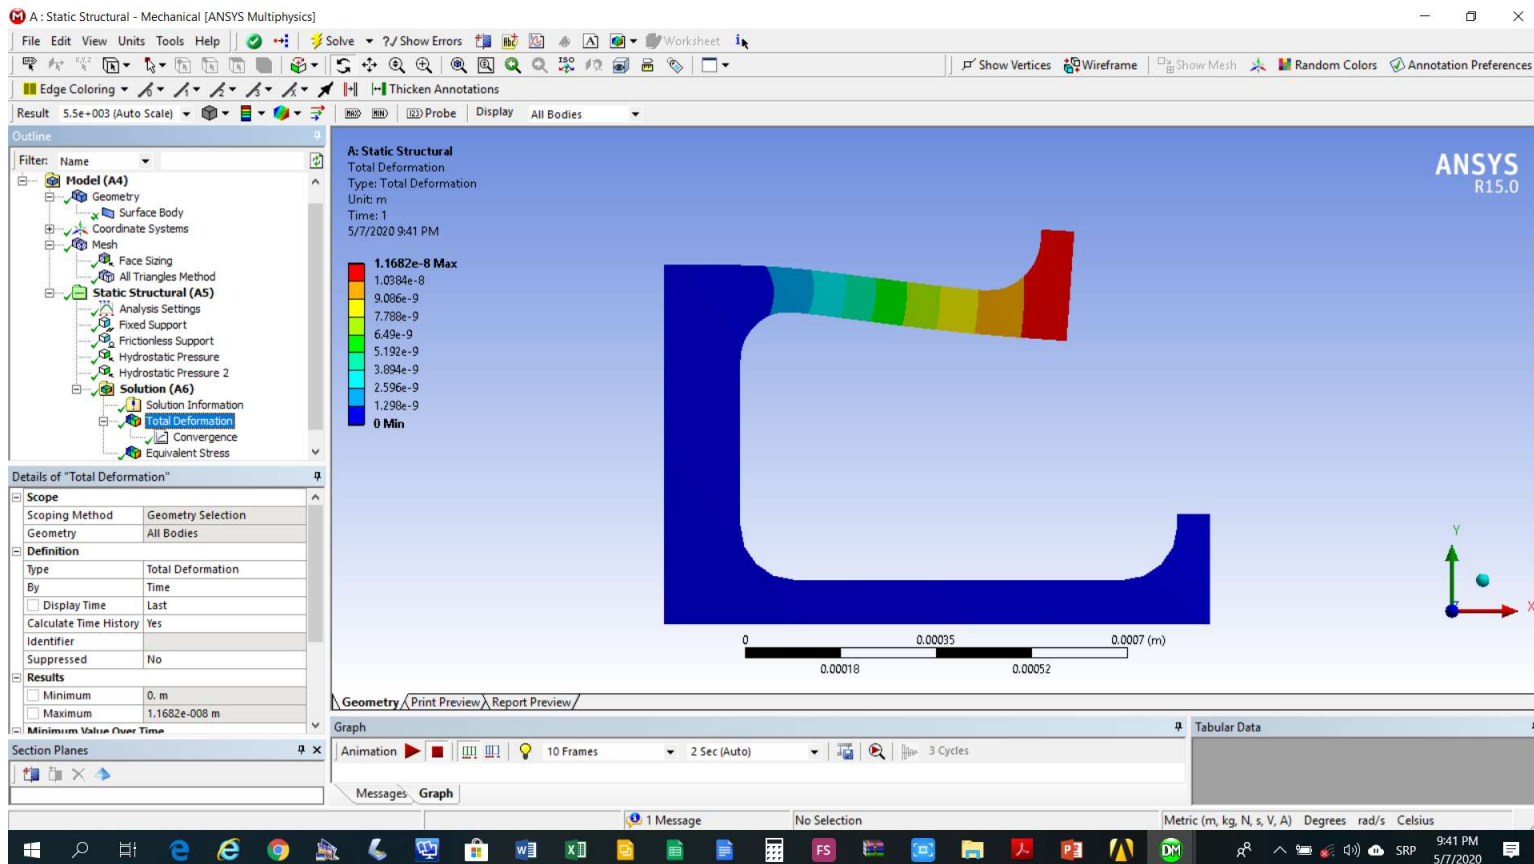 A : Static Structural - Mechanical [ANSYS Multiphysics]
File Edit View Units Tools Help Solve ?/ Show Errors Worksheet
Show Vertices Wireframe Show Mesh Random Colors Annotation Preferences
Edge Coloring Thicken Annotations
Result 5.5e+003 (Auto Scale) MAX MIN Probe Display All Bodies
Outline
Filter: Name
Model (A4)
Geometry
Surface Body
Coordinate Systems
Mesh
Face Sizing
All Triangles Method
Static Structural (A5)
Analysis Settings
Fixed Support
Frictionless Support
Hydrostatic Pressure
Hydrostatic Pressure 2
Solution (A6)
Solution Information
Total Deformation
Convergence
Equivalent Stress
Details of "Total Deformation"
Scope
Scoping Method Geometry Selection
Geometry All Bodies
Definition
Type Total Deformation
By Time
Display Time Last
Calculate Time History Yes
Identifier
Suppressed No
Results
Minimum 0. m
Maximum 1.1682e-008 m
Minimum Value Over Time
Section Planes
A: Static Structural
Total Deformation
Type: Total Deformation
Unit: m
Time: 1
5/7/2020 9:41 PM
1.1682e-8 Max
1.0384e-8
9.086e-9
7.788e-9
6.49e-9
5.192e-9
3.894e-9
2.596e-9
1.298e-9
0 Min
ANSYS
R15.0
Y
X
0 0.00035 0.0007 (m)
0.00018 0.00052
Geometry Print Preview Report Preview
Graph
Animation 10 Frames 2 Sec (Auto) 3 Cycles
Messages Graph
Tabular Data
1 Message No Selection Metric (m, kg, N, s, V, A) Degrees rad/s Celsius
FS DM SRP 9:41 PM
5/7/2020